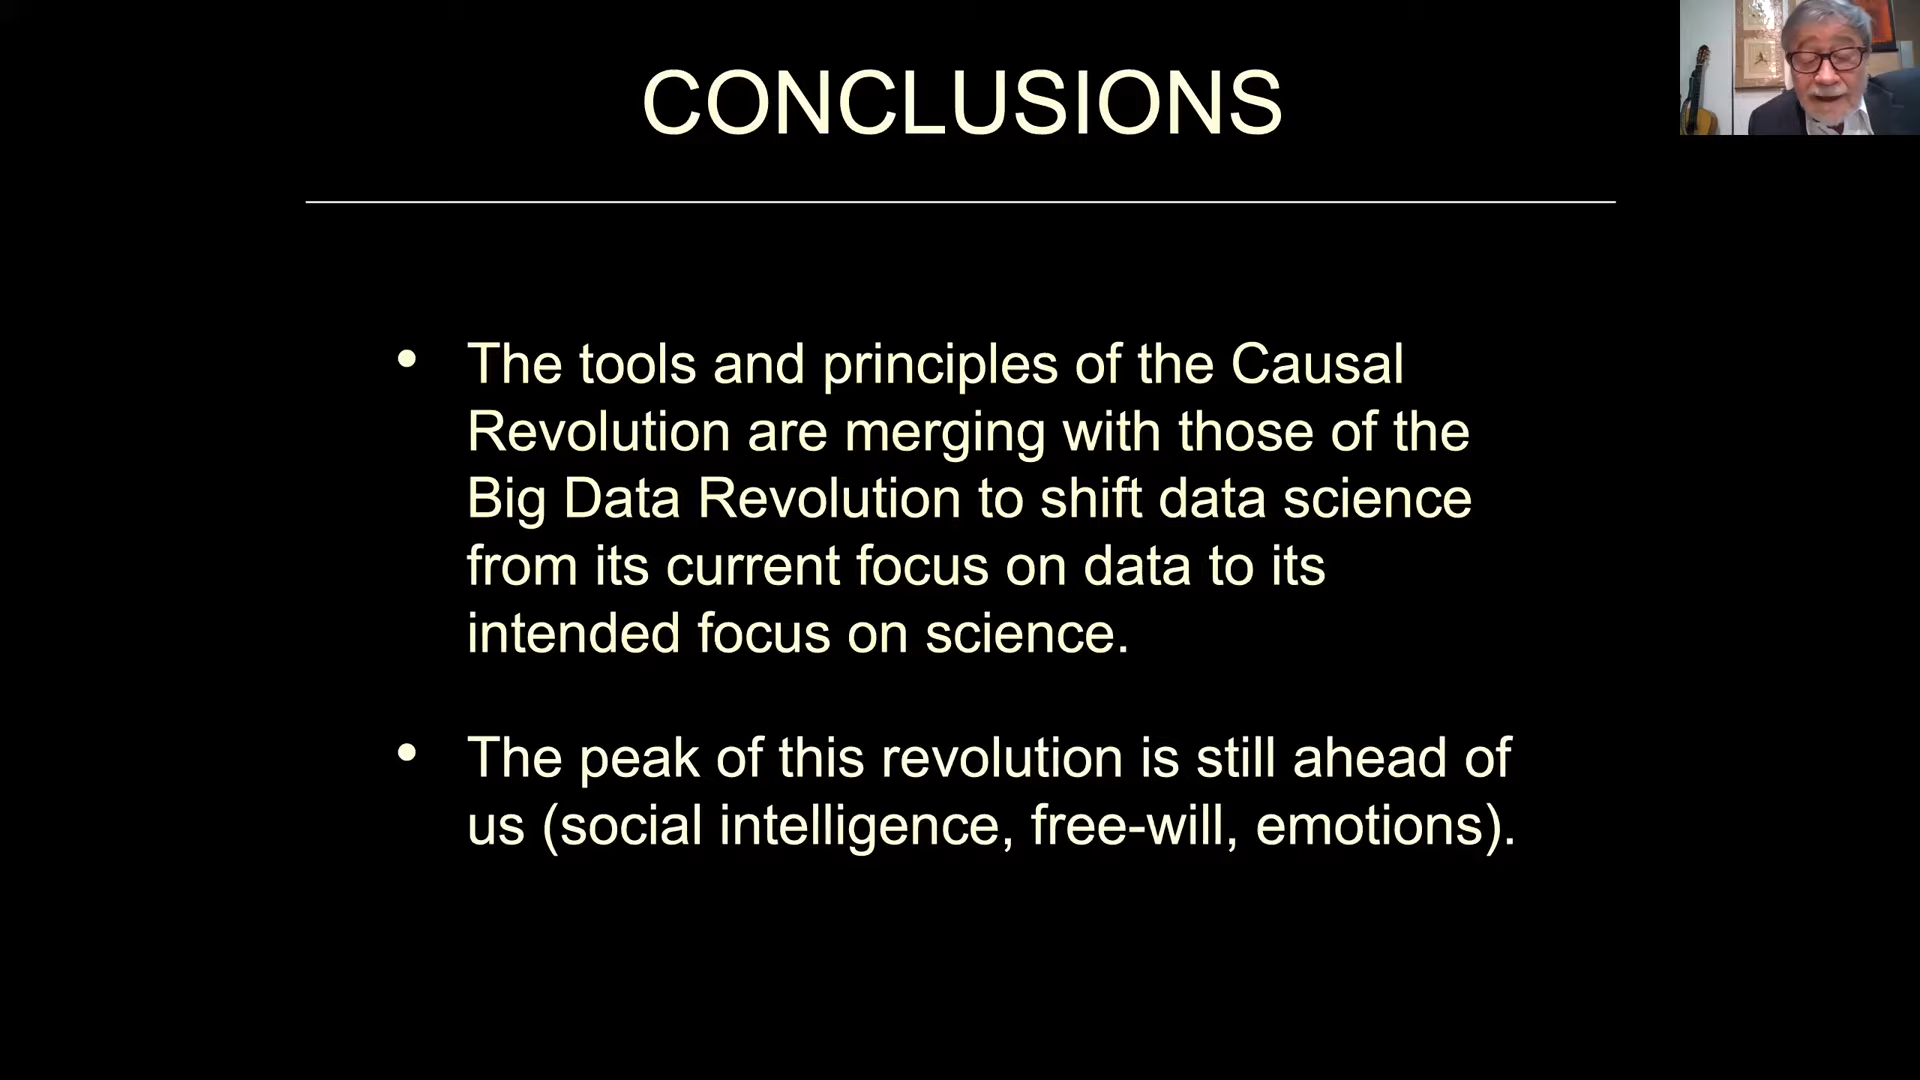 CONCLUSIONS
• The tools and principles of the Causal
Revolution are merging with those of the
Big Data Revolution to shift data science
from its current focus on data to its
intended focus on science.
• The peak of this revolution is still ahead of
us (social intelligence, free-will, emotions).